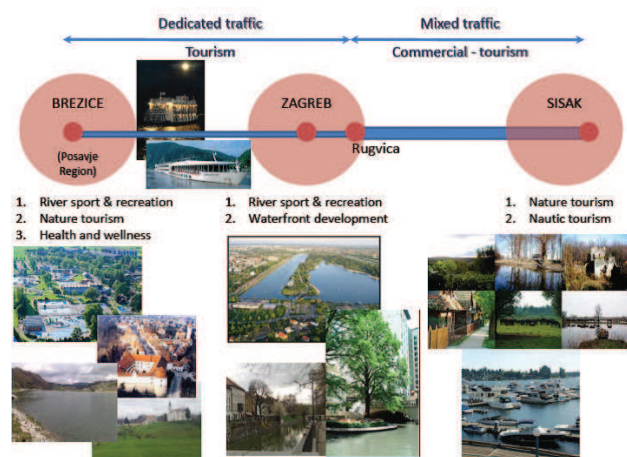 Dedicated traffic
Mixed traffic
Tourism
Commercial - tourism
BREZICE
ZAGREB
SISAK
(Posavje
Region)
Rugvica
1. River sport & recreation
2. Nature tourism
3. Health and wellness
1. River sport & recreation
2. Waterfront development
1. Nature tourism
2. Nautic tourism